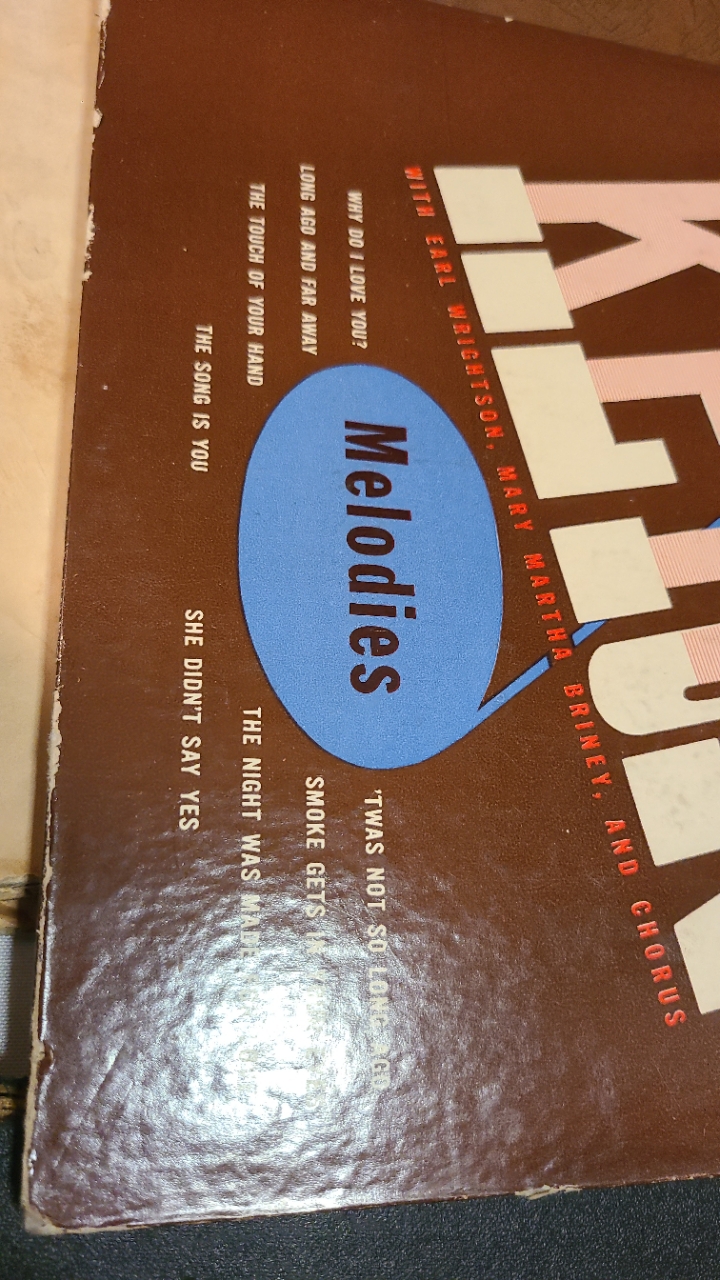 KERN
WITH EARL WRIGHTSON, MARY MARTHA BRINEY, AND CHORUS
Melodies
WHY DO I LOVE YOU?
LONG AGO AND FAR AWAY
THE TOUCH OF YOUR HAND
THE SONG IS YOU
'TWAS NOT SO LONG AGO
SMOKE GETS IN
THE NIGHT WAS MADE
SHE DIDN'T SAY YES